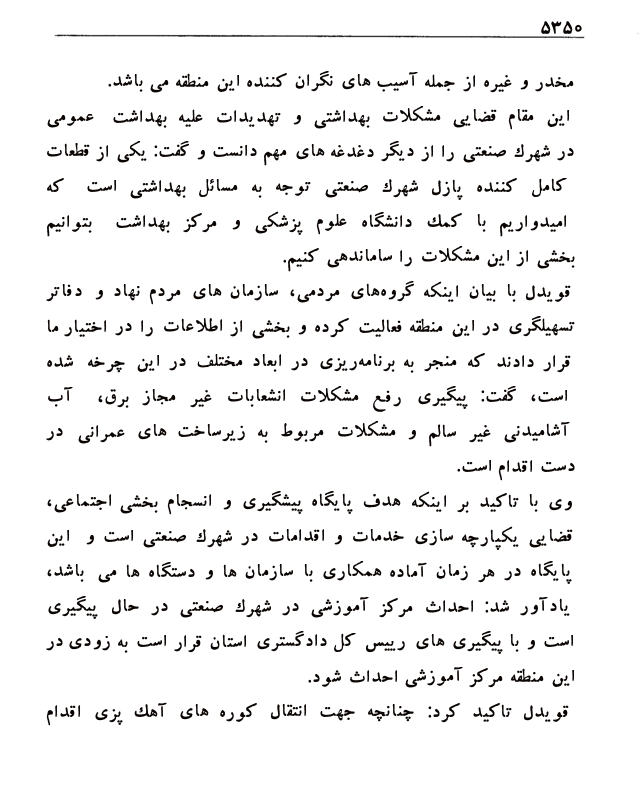 ۵۳۵۰
مخدر و غیره از جمله آسیب های نگران کننده این منطقه می باشد.
این مقام قضایی مشکلات بهداشتی و تهدیدات علیه بهداشت عمومی
در شهرك صنعتی را از دیگر دغدغه های مهم دانست و گفت: یکی از قطعات
کامل کننده پازل شهرك صنعتی توجه به مسائل بهداشتی است که
امیدواریم با کمك دانشگاه علوم پزشکی و مرکز بهداشت بتوانیم
بخشی از این مشکلات را ساماندهی کنیم.
قویدل با بیان اینکه گروه‌های مردمی، سازمان های مردم نهاد و دفاتر
تسهیلگری در این منطقه فعالیت کرده و بخشی از اطلاعات را در اختیار ما
قرار دادند که منجر به برنامه‌ریزی در ابعاد مختلف در این چرخه شده
است، گفت: پیگیری رفع مشکلات انشعابات غیر مجاز برق، آب
آشامیدنی غیر سالم و مشکلات مربوط به زیرساخت های عمرانی در
دست اقدام است.
وی با تاکید بر اینکه هدف پایگاه پیشگیری و انسجام بخشی اجتماعی،
قضایی یکپارچه سازی خدمات و اقدامات در شهرك صنعتی است و این
پایگاه در هر زمان آماده همکاری با سازمان ها و دستگاه ها می باشد،
یادآور شد: احداث مرکز آموزشی در شهرك صنعتی در حال پیگیری
است و با پیگیری های رییس کل دادگستری استان قرار است به زودی در
این منطقه مرکز آموزشی احداث شود.
قویدل تاکید کرد: چنانچه جهت انتقال کوره های آهك پزی اقدام